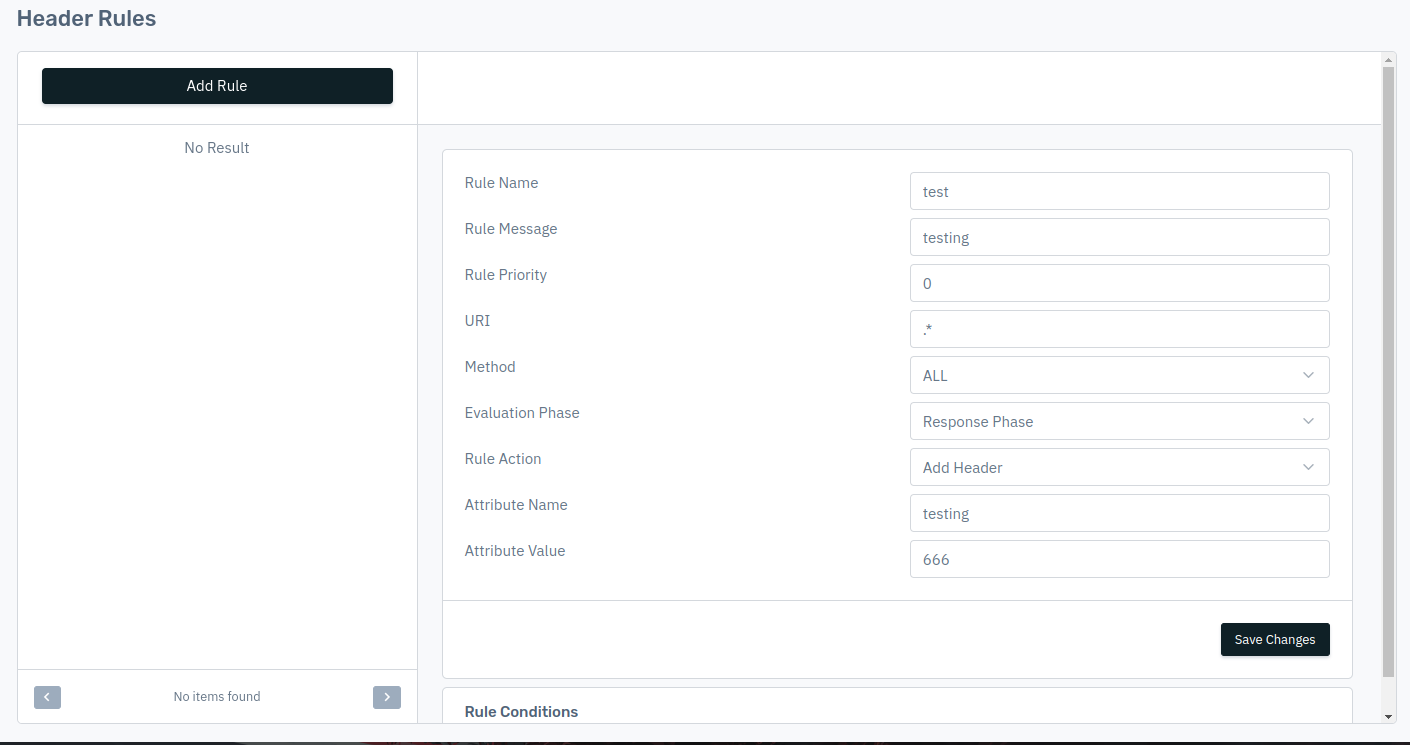 Header Rules
Add Rule
No Result
No items found
Rule Name
test
Rule Message
testing
Rule Priority
0
URI
.*
Method
ALL
Evaluation Phase
Response Phase
Rule Action
Add Header
Attribute Name
testing
Attribute Value
666
Save Changes
Rule Conditions